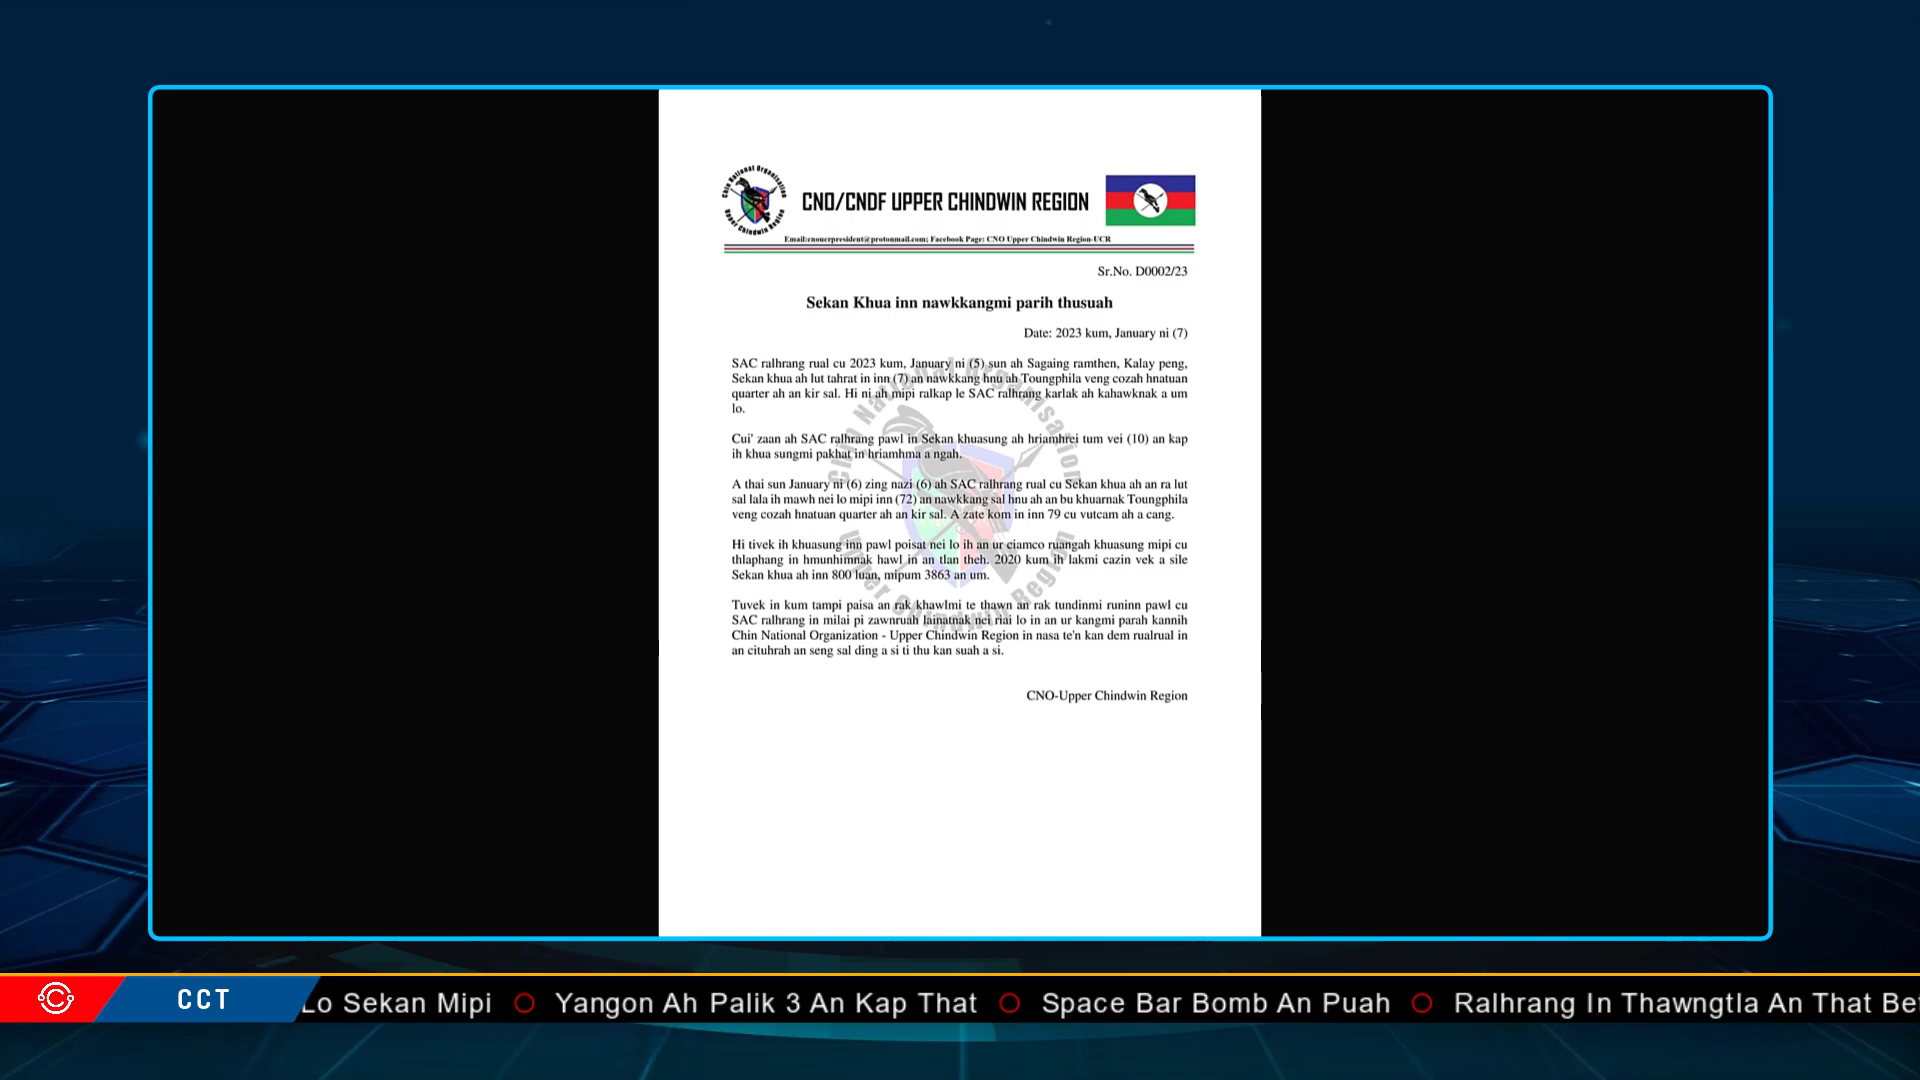 Chin National Organisation
Upper Chindwin Region
CNO/CNDF UPPER CHINDWIN REGION
Email:cnoucrpresident@protonmail.com; Facebook Page: CNO Upper Chindwin Region-UCR
Sr.No. D0002/23
Sekan Khua inn nawkkangmi parih thusuah
Date: 2023 kum, January ni (7)
SAC ralhrang rual cu 2023 kum, January ni (5) sun ah Sagaing ramthen, Kalay peng,
Sekan khua ah lut tahrat in inn (7) an nawkkang hnu ah Toungphila veng cozah hnatuan
quarter ah an kir sal. Hi ni ah mipi ralkap le SAC ralhrang karlak ah kahawknak a um
lo.
Cui' zaan ah SAC ralhrang pawl in Sekan khuasung ah hriamhrei tum vei (10) an kap
ih khua sungmi pakhat in hriamhma a ngah.
A thai sun January ni (6) zing nazi (6) ah SAC ralhrang rual cu Sekan khua ah an ra lut
sal lala ih mawh nei lo mipi inn (72) an nawkkang sal hnu ah an bu khuarnak Toungphila
veng cozah hnatuan quarter ah an kir sal. A zate kom in inn 79 cu vutcam ah a cang.
Hi tivek ih khuasung inn pawl poisat nei lo ih an ur ciamco ruangah khuasung mipi cu
thlaphang in hmunhimnak hawl in an tlan theh. 2020 kum ih lakmi cazin vek a sile
Sekan khua ah inn 800 luan, mipum 3863 an um.
Tuvek in kum tampi paisa an rak khawlmi te thawn an rak tundinmi runinn pawl cu
SAC ralhrang in milai pi zawnruah lainatnak nei riai lo in an ur kangmi parah kannih
Chin National Organization - Upper Chindwin Region in nasa te'n kan dem rualrual in
an cituhrah an seng sal ding a si ti thu kan suah a si.
CNO-Upper Chindwin Region
Chin National Organisation
Upper Chindwin Region
CCT
Lo Sekan Mipi O Yangon Ah Palik 3 An Kap That O Space Bar Bomb An Puah O Ralhrang In Thawngtla An That Be